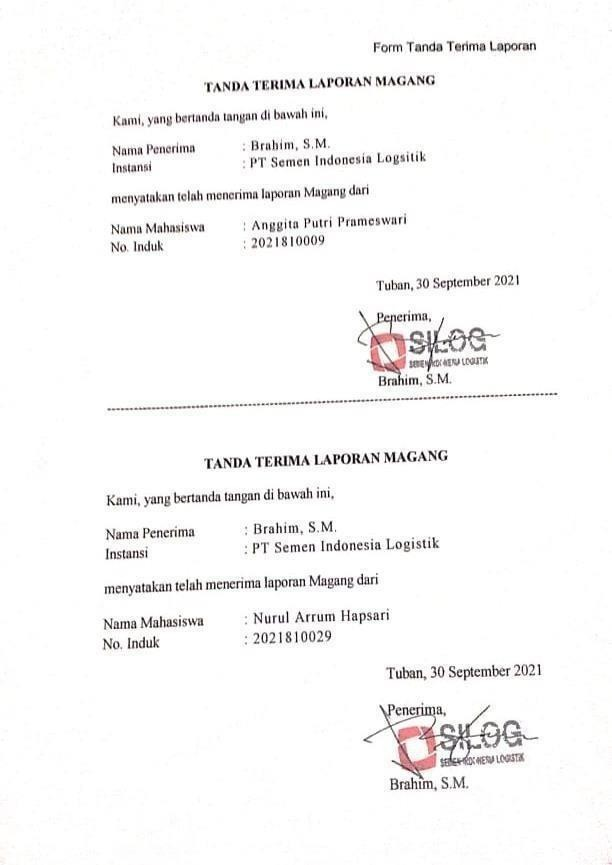 Form Tanda Terima Laporan
TANDA TERIMA LAPORAN MAGANG
Kami, yang bertanda tangan di bawah ini,
Nama Penerima : Brahim, S.M.
Instansi : PT Semen Indonesia Logsitik
menyatakan telah menerima laporan Magang dari
Nama Mahasiswa : Anggita Putri Prameswari
No. Induk : 2021810009
Tuban, 30 September 2021
Penerima,
SILOG
SEMEN INDONESIA LOGISTIK
Brahim, S.M.
TANDA TERIMA LAPORAN MAGANG
Kami, yang bertanda tangan di bawah ini,
Nama Penerima : Brahim, S.M.
Instansi : PT Semen Indonesia Logistik
menyatakan telah menerima laporan Magang dari
Nama Mahasiswa : Nurul Arrum Hapsari
No. Induk : 2021810029
Tuban, 30 September 2021
Penerima,
SILOG
SEMEN INDONESIA LOGISTIK
Brahim, S.M.